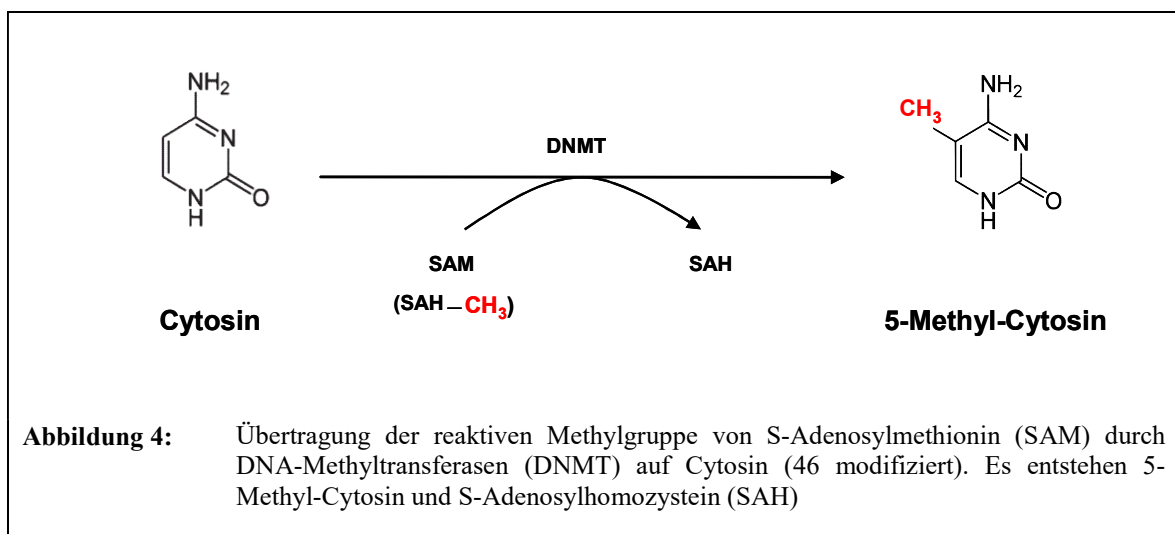 NH2
N
N
H
O
Cytosin
DNMT
SAM
(SAH – CH3)
SAH
CH3
NH2
N
N
H
O
5-Methyl-Cytosin
Abbildung 4: Übertragung der reaktiven Methylgruppe von S-Adenosylmethionin (SAM) durch
DNA-Methyltransferasen (DNMT) auf Cytosin (46 modifiziert). Es entstehen 5-
Methyl-Cytosin und S-Adenosylhomozystein (SAH)